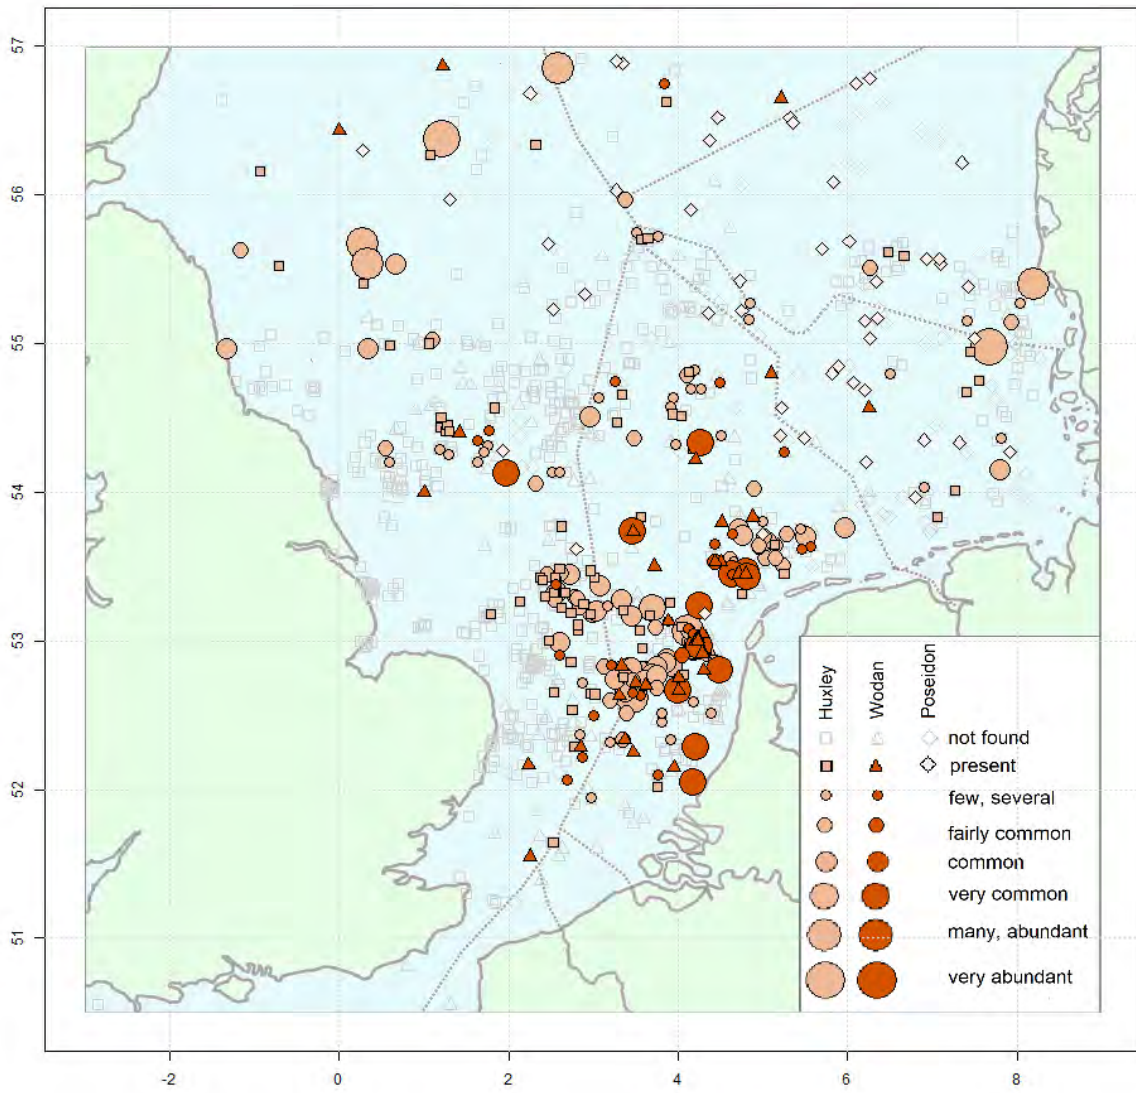 57
56
55
54
53
52
51
Huxley
Wodan
Poseidon
not found
present
few, several
fairly common
common
very common
many, abundant
very abundant
-2
0
2
4
6
8